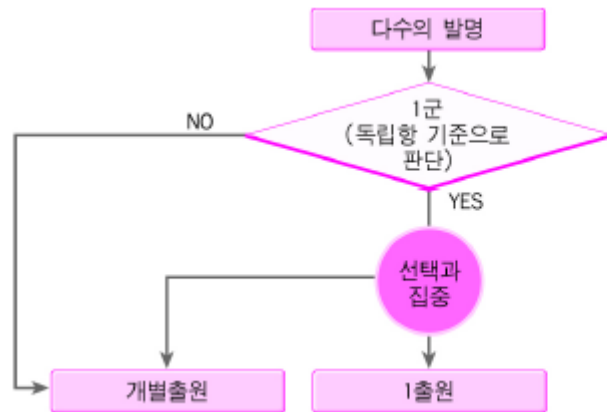 다수의 발명
1군
(독립항 기준으로
판단)
NO
YES
선택과
집중
개별출원
1출원